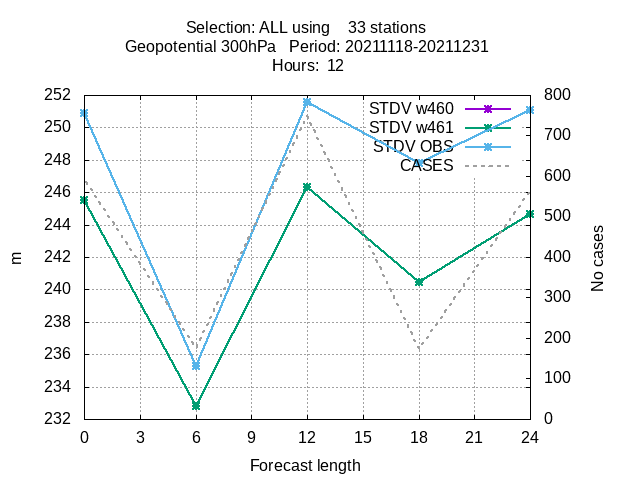 Selection: ALL using 33 stations
Geopotential 300hPa Period: 20211118-20211231
Hours: 12
252
250
248
246
244
242
240
238
236
234
232
m
800
700
600
500
400
300
200
100
0
No cases
STDV w460
STDV w461
STDV OBS
CASES
0 3 6 9 12 15 18 21 24
Forecast length